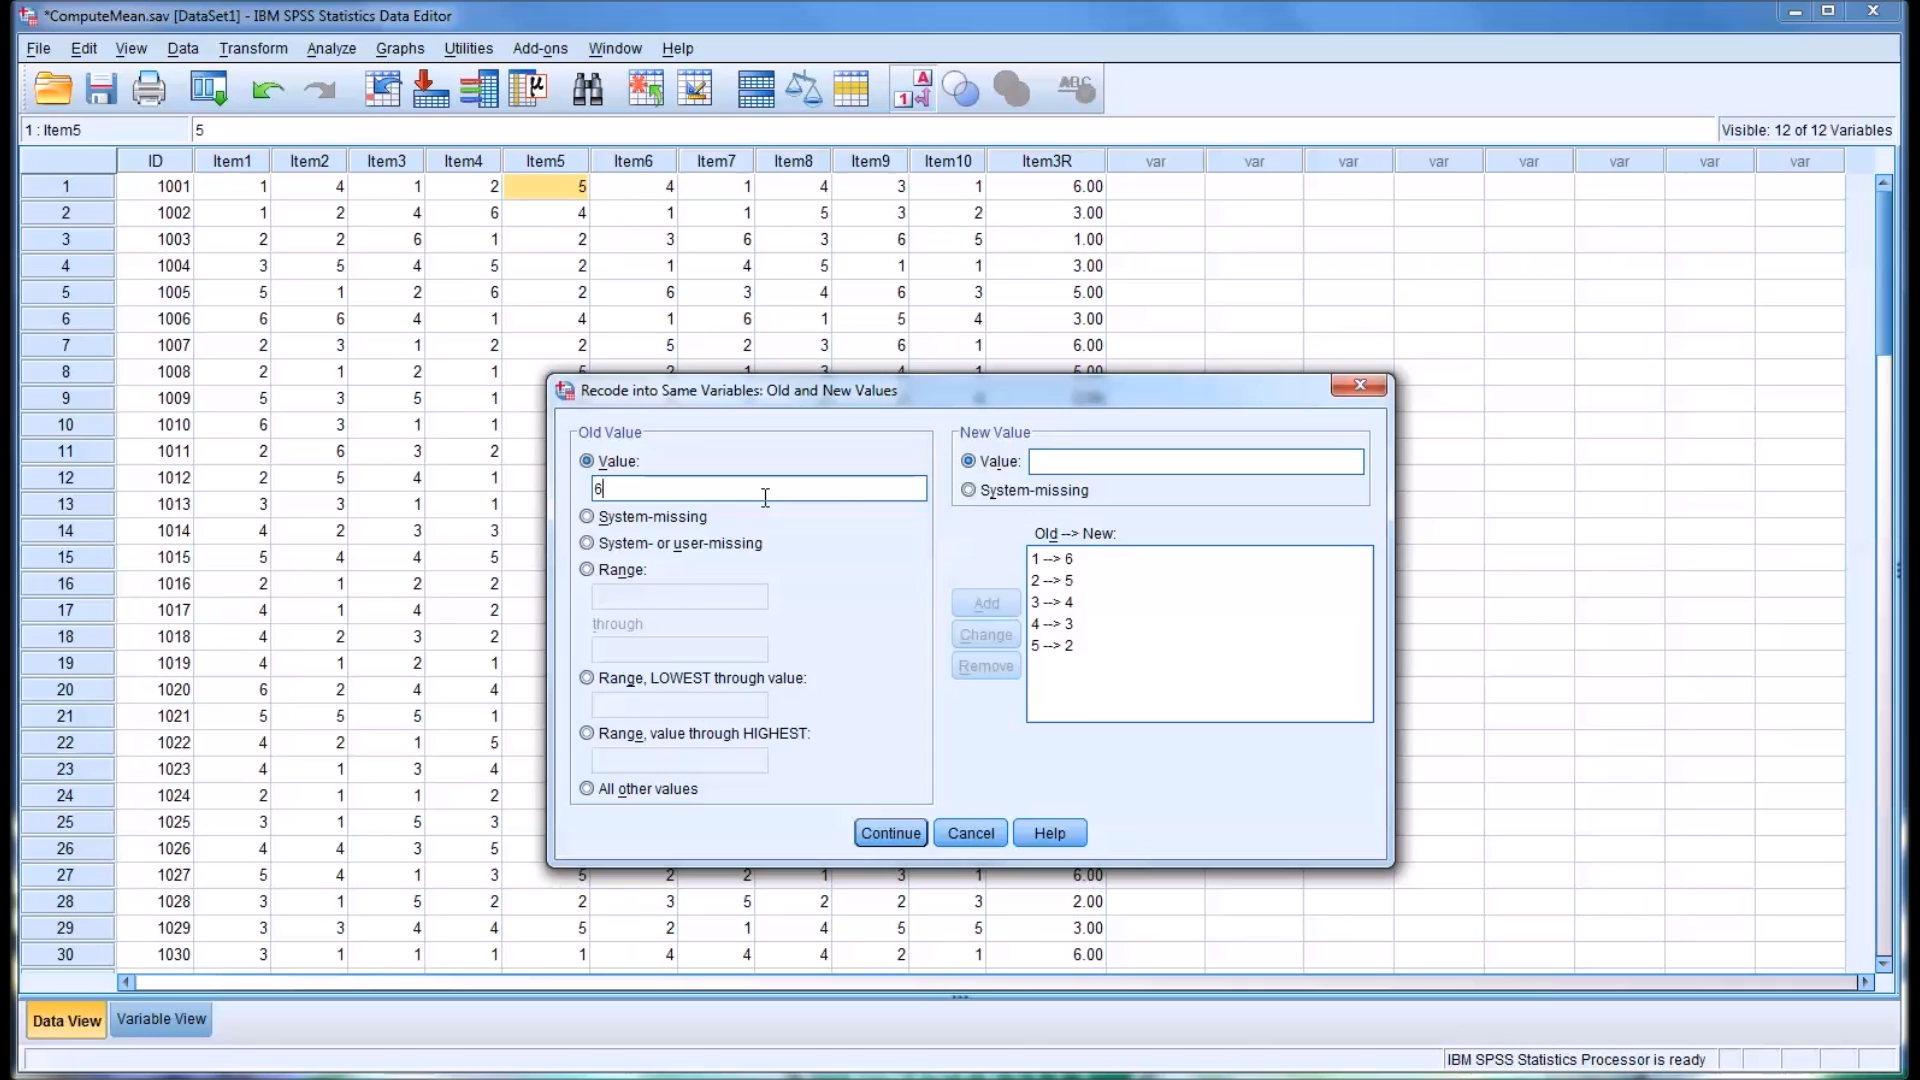 *ComputeMean.sav [DataSet1] - IBM SPSS Statistics Data Editor
File Edit View Data Transform Analyze Graphs Utilities Add-ons Window Help
1 : Item5 5 Visible: 12 of 12 Variables
ID Item1 Item2 Item3 Item4 Item5 Item6 Item7 Item8 Item9 Item10 Item3R var var var var var var var var
1 1001 1 4 1 2 5 4 1 4 3 1 6.00
2 1002 1 2 4 6 4 1 1 5 3 2 3.00
3 1003 2 2 6 1 2 3 6 3 6 5 1.00
4 1004 3 5 4 5 2 1 4 5 1 1 3.00
5 1005 5 1 2 6 2 6 3 4 6 3 5.00
6 1006 6 6 4 1 4 1 6 1 5 4 3.00
7 1007 2 3 1 2 2 5 2 3 6 1 6.00
8 1008 2 1 2 1
9 1009 5 3 5 1
10 1010 6 3 1 1
11 1011 2 6 3 2
12 1012 2 5 4 1
13 1013 3 3 1 1
14 1014 4 2 3 3
15 1015 5 4 4 5
16 1016 2 1 2 2
17 1017 4 1 4 2
18 1018 4 2 3 2
19 1019 4 1 2 1
20 1020 6 2 4 4
21 1021 5 5 5 1
22 1022 4 2 1 5
23 1023 4 1 3 4
24 1024 2 1 1 2
25 1025 3 1 5 3
26 1026 4 4 3 5
27 1027 5 4 1 3 5 2 2 1 3 1 6.00
28 1028 3 1 5 2 2 3 5 2 2 3 2.00
29 1029 3 3 4 4 5 2 1 4 5 5 3.00
30 1030 3 1 1 1 1 4 4 4 2 1 6.00
Recode into Same Variables: Old and New Values
Old Value
Value:
6
System-missing
System- or user-missing
Range:
through
Range, LOWEST through value:
Range, value through HIGHEST:
All other values
New Value
Value:
System-missing
Old --> New:
1 --> 6
2 --> 5
3 --> 4
4 --> 3
5 --> 2
Add
Change
Remove
Continue Cancel Help
Data View Variable View
IBM SPSS Statistics Processor is ready